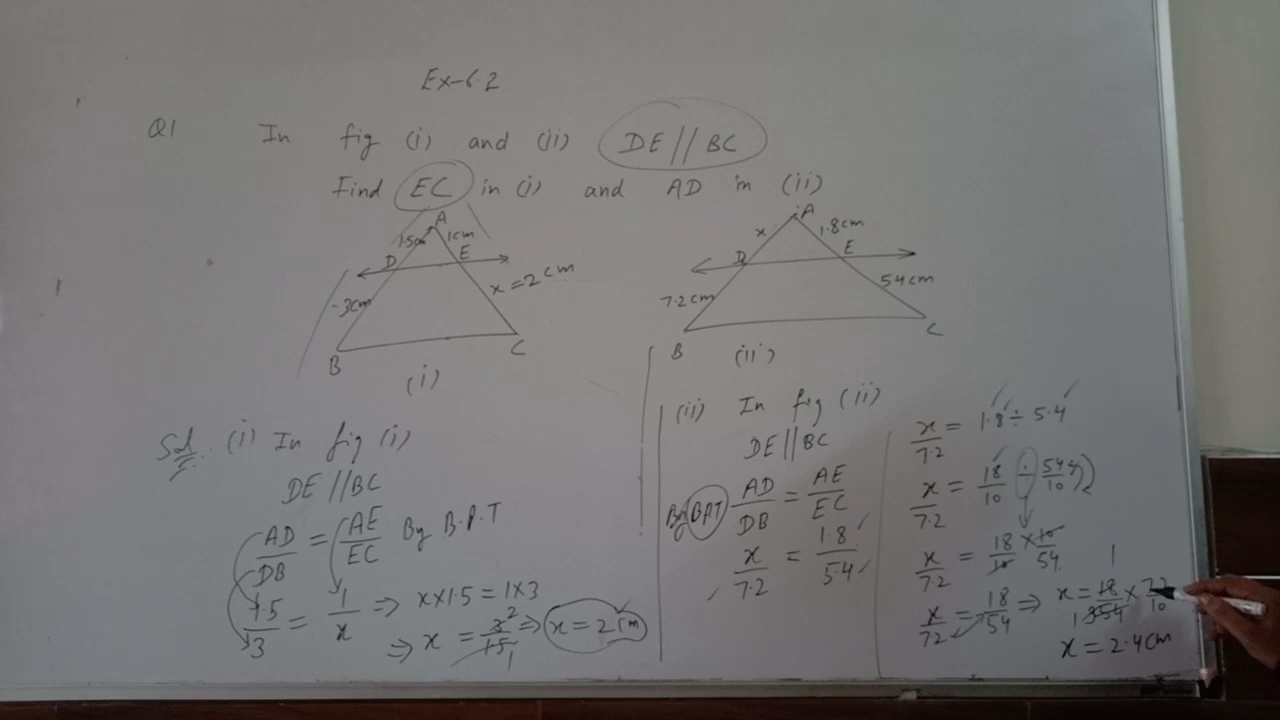 Ex-6.2
Q1 In fig (i) and (ii) DE//BC
Find EC in (i) and AD in (ii)
A
1.5cm 1cm
D E
3cm x=2cm
B C
(i)
A
x 1.8cm
D E
7.2cm 5.4cm
B C
(ii)
Sol. (i) In fig (i)
DE//BC
AD/DB = AE/EC By B.P.T
1.5/3 = 1/x => x×1.5 = 1×3
=> x = 3/1.5 2 1 => x = 2cm
(ii) In fig (ii)
DE//BC
By BPT AD/DB = AE/EC
x/7.2 = 1.8/5.4
x/7.2 = 1.8 ÷ 5.4
x/7.2 = 18/10 ÷ 54/10
x/7.2 = 18/10 × 10/54
x/72 = 18/54 => x = 18/54 × 72/10
x = 2.4cm